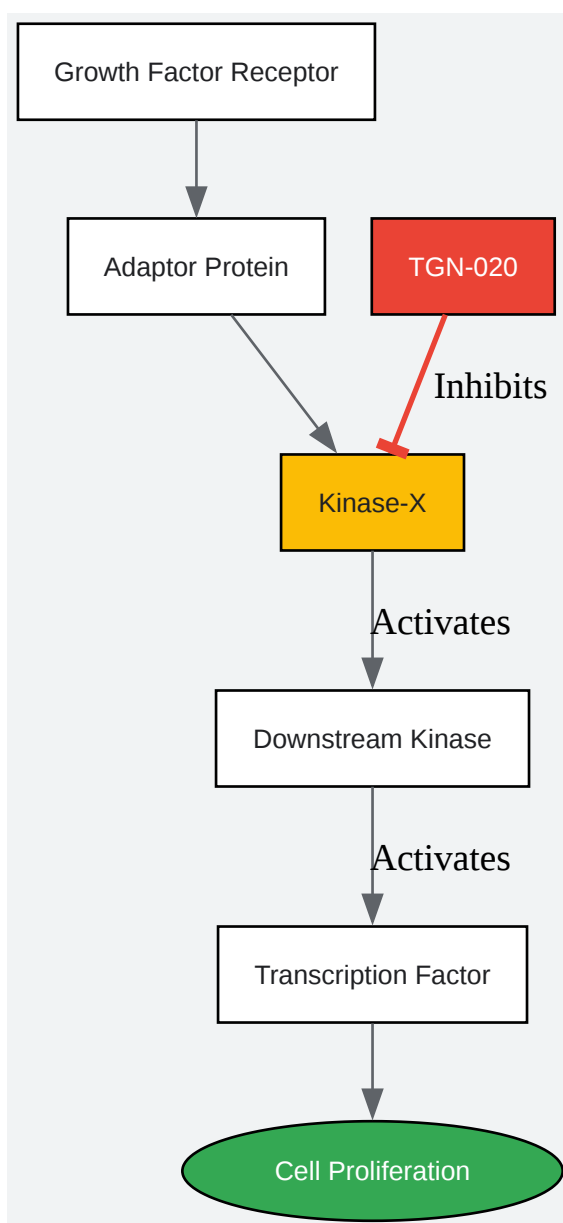 Growth Factor Receptor
Adaptor Protein
TGN-020
Inhibits
Kinase-X
Activates
Downstream Kinase
Activates
Transcription Factor
Cell Proliferation